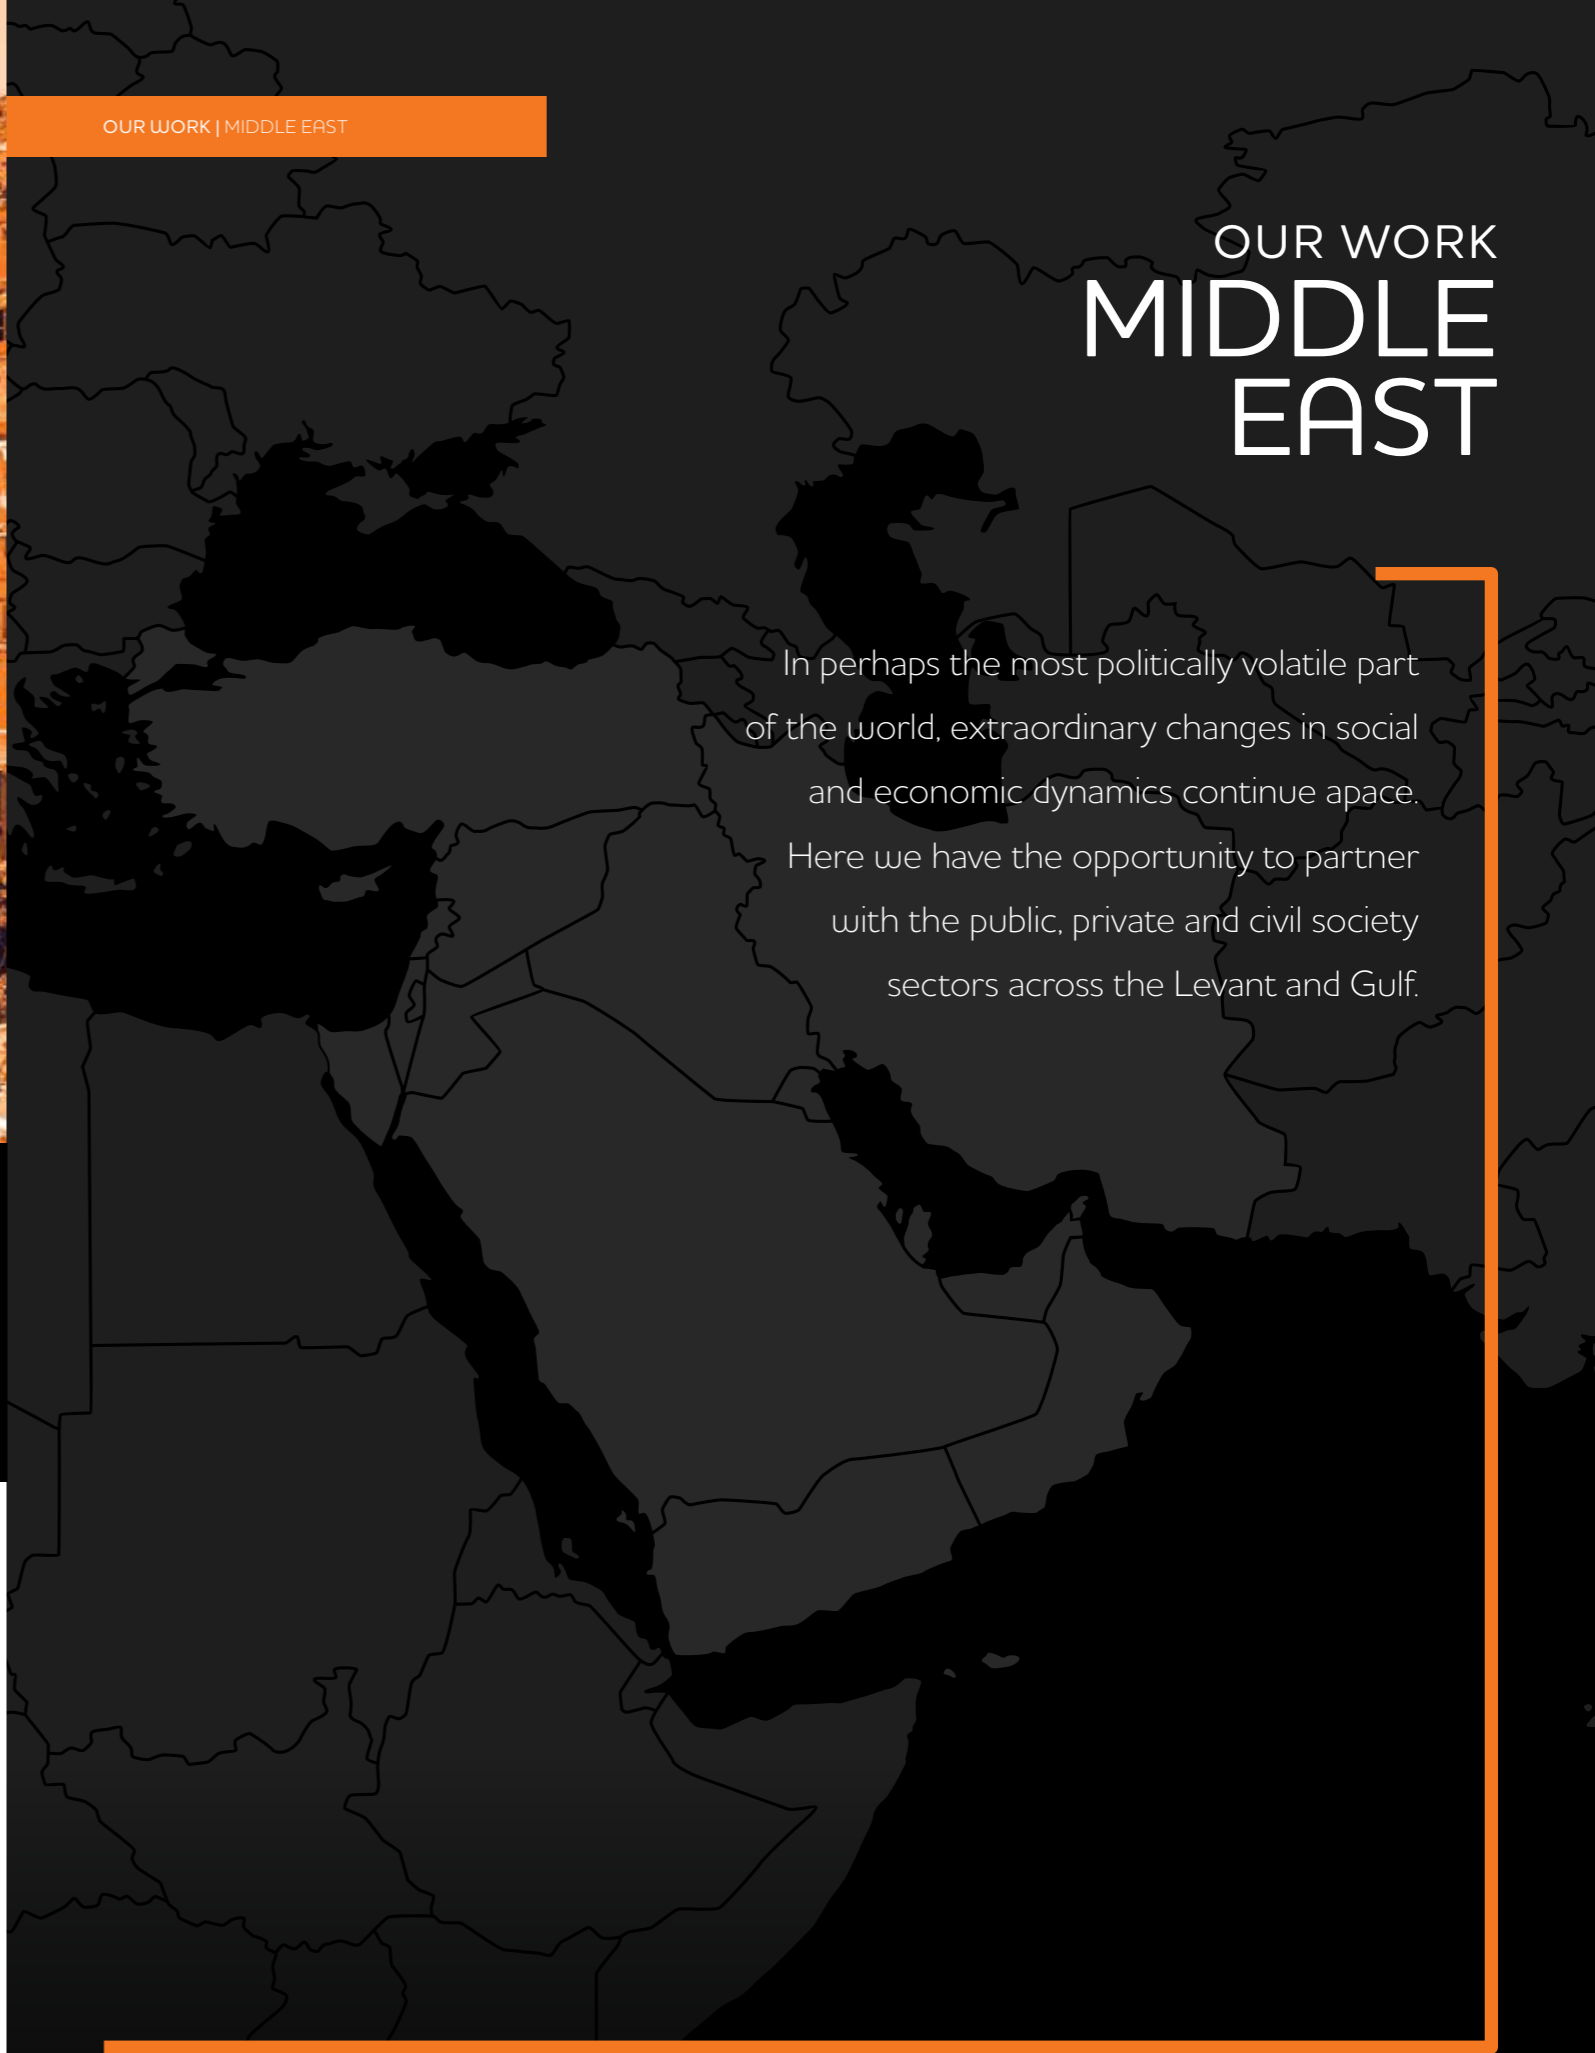 OUR WORK | MIDDLE EAST
OUR WORK
MIDDLE
EAST
In perhaps the most politically volatile part
of the world, extraordinary changes in social
and economic dynamics continue apace.
Here we have the opportunity to partner
with the public, private and civil society
sectors across the Levant and Gulf.